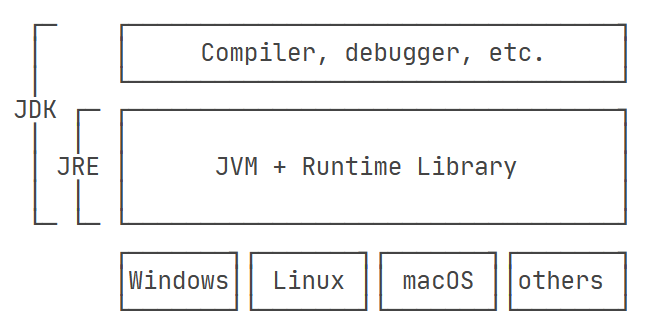 Compiler, debugger, etc.
JDK
JRE
JVM + Runtime Library
Windows
Linux
macOS
others